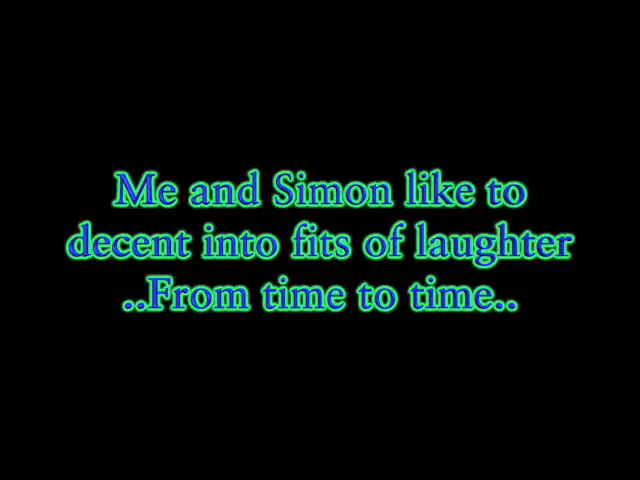 Me and Simon like to
decent into fits of laughter
..From time to time..